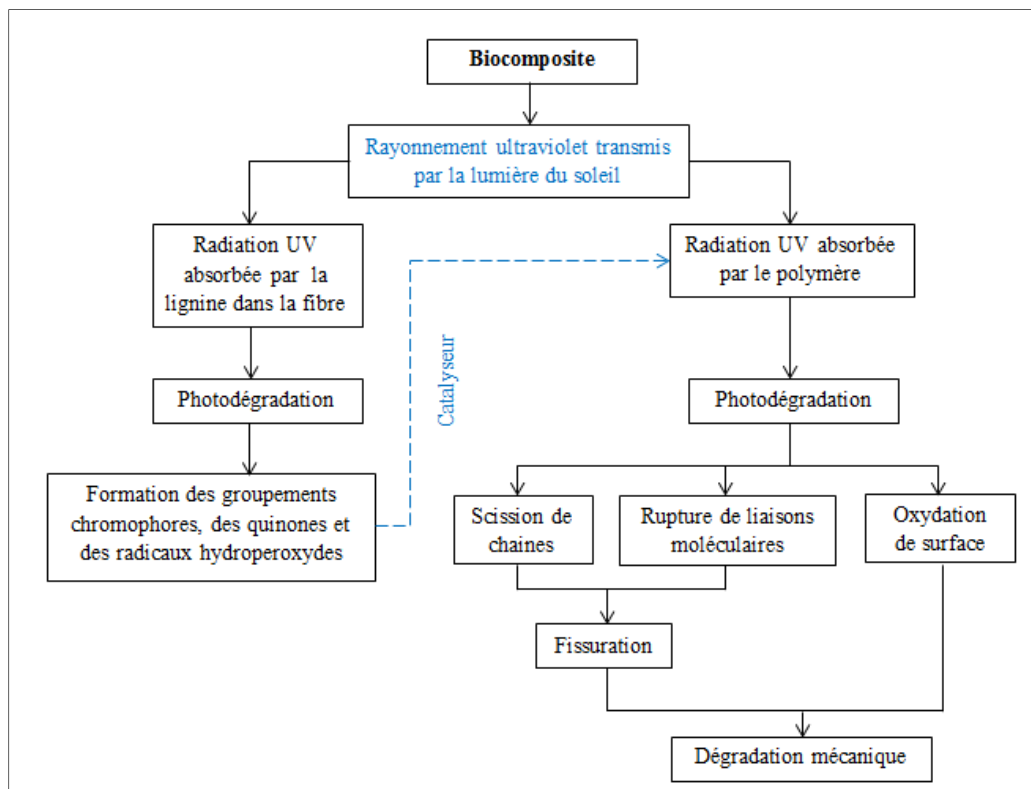 Biocomposite
Rayonnement ultraviolet transmis
par la lumière du soleil
Radiation UV
absorbée par la
lignine dans la fibre
Radiation UV absorbée
par le polymère
Catalyseur
Photodégradation
Photodégradation
Formation des groupements
chromophores, des quinones et
des radicaux hydroperoxydes
Scission de
chaines
Rupture de liaisons
moléculaires
Oxydation
de surface
Fissuration
Dégradation mécanique